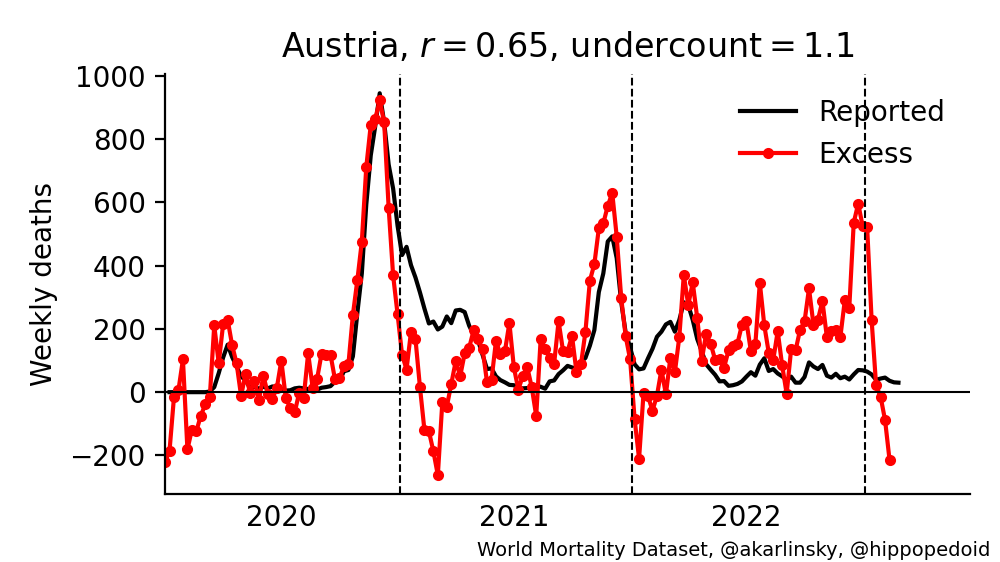 Austria, r = 0.65, undercount = 1.1
1000
800
600
400
200
0
−200
Weekly deaths
Reported
Excess
2020
2021
2022
World Mortality Dataset, @akarlinsky, @hippopedoid